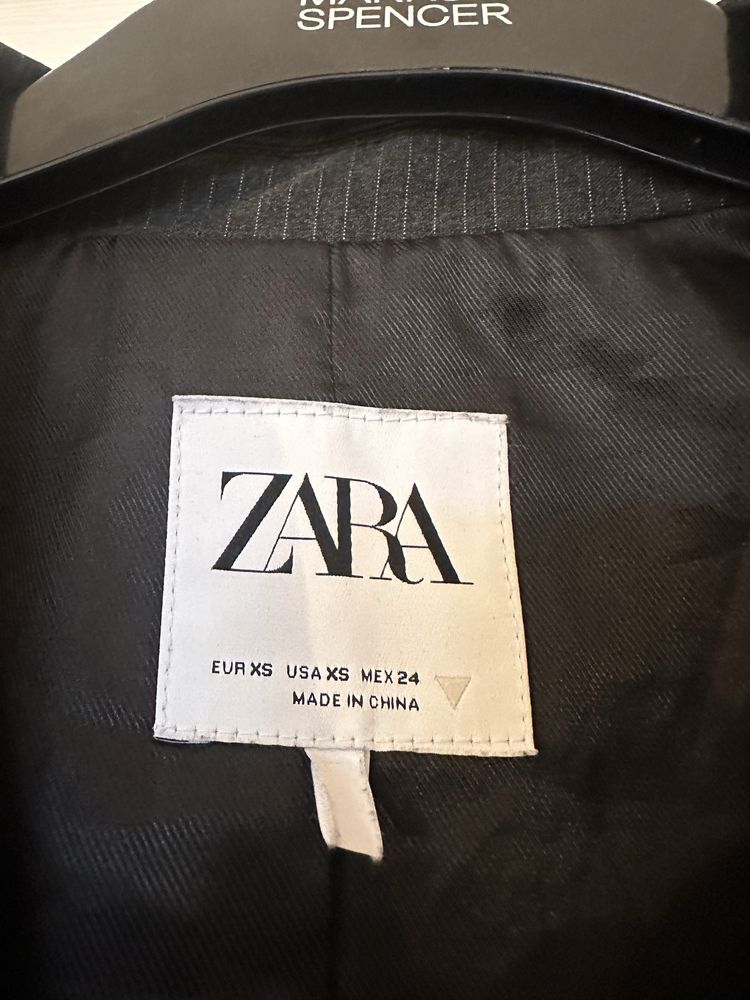 SPENCER
ZARA
EUR XS USA XS MEX 24
MADE IN CHINA